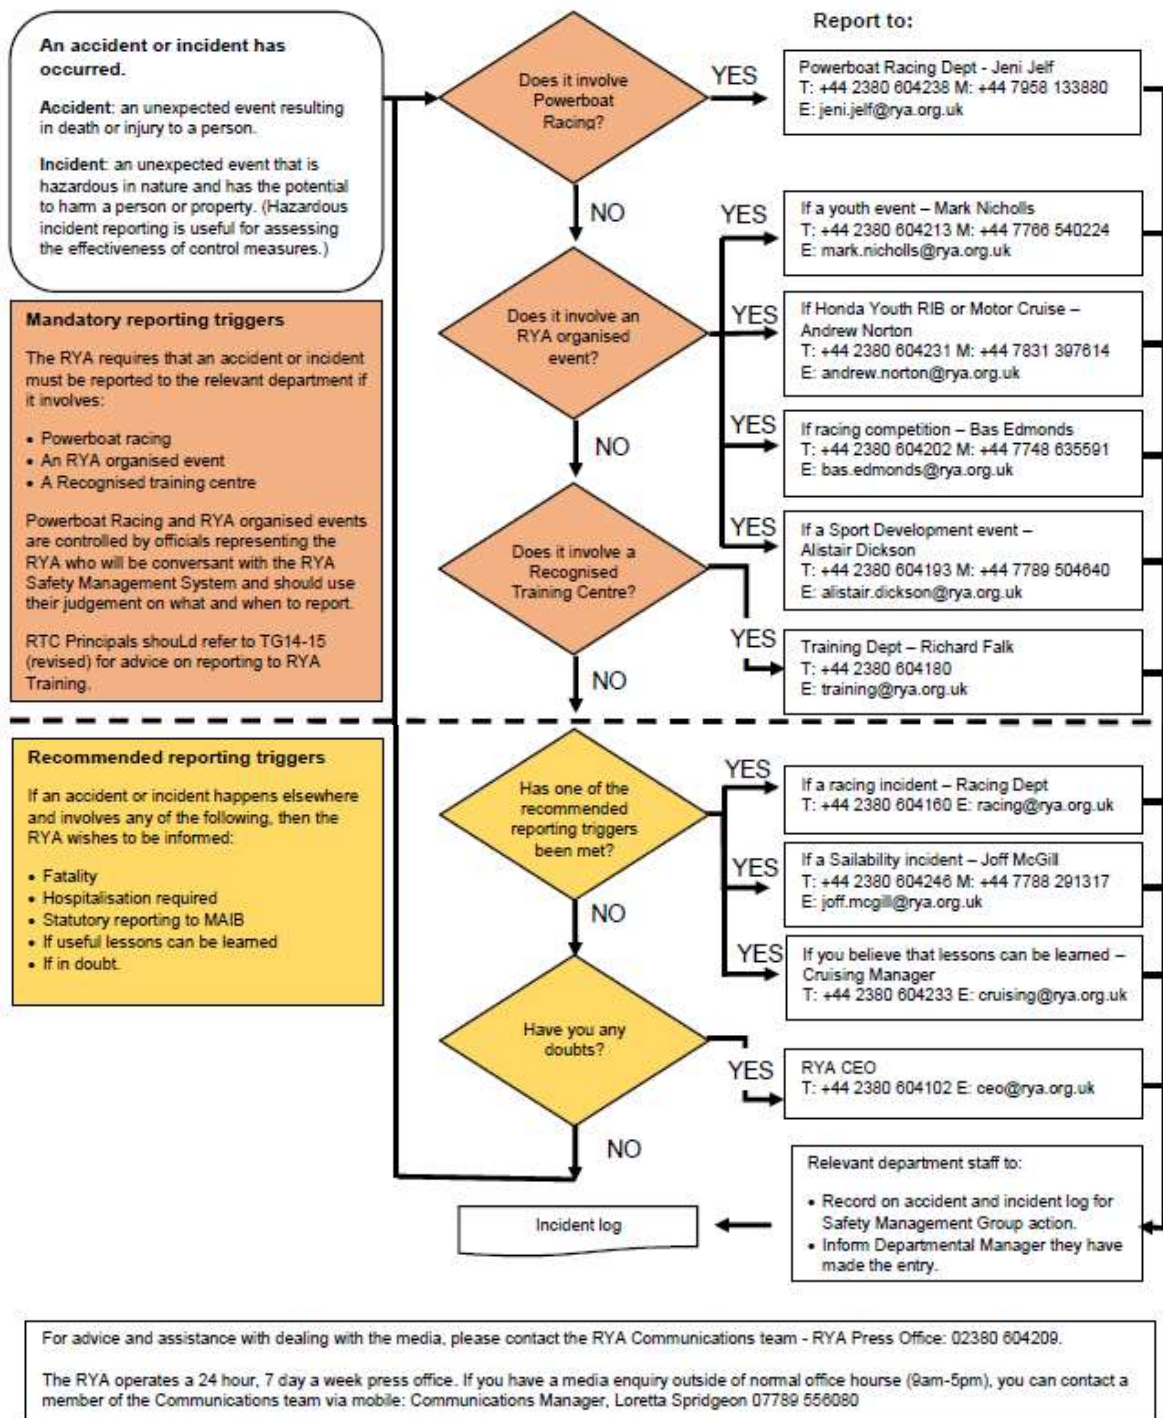 Report to:
An accident or incident has
occurred.
Accident: an unexpected event resulting
in death or injury to a person.
Incident: an unexpected event that is
hazardous in nature and has the potential
to harm a person or property. (Hazardous
incident reporting is useful for assessing
the effectiveness of control measures.)
Does it involve
Powerboat
Racing?
YES
Powerboat Racing Dept - Jeni Jelf
T: +44 2380 604238 M: +44 7958 133880
E: jeni.jelf@rya.org.uk
NO
Mandatory reporting triggers
The RYA requires that an accident or incident
must be reported to the relevant department if
it involves:
• Powerboat racing
• An RYA organised event
• A Recognised training centre
Powerboat Racing and RYA organised events
are controlled by officials representing the
RYA who will be conversant with the RYA
Safety Management System and should use
their judgement on what and when to report.
RTC Principals shouLd refer to TG14-15
(revised) for advice on reporting to RYA
Training.
Does it involve an
RYA organised
event?
YES
If a youth event – Mark Nicholls
T: +44 2380 604213 M: +44 7766 540224
E: mark.nicholls@rya.org.uk
YES
If Honda Youth RIB or Motor Cruise –
Andrew Norton
T: +44 2380 604231 M: +44 7831 397614
E: andrew.norton@rya.org.uk
YES
If racing competition – Bas Edmonds
T: +44 2380 604202 M: +44 7748 635591
E: bas.edmonds@rya.org.uk
YES
If a Sport Development event –
Alistair Dickson
T: +44 2380 604193 M: +44 7789 504640
E: alistair.dickson@rya.org.uk
NO
Does it involve a
Recognised
Training Centre?
YES
Training Dept – Richard Falk
T: +44 2380 604180
E: training@rya.org.uk
NO
Recommended reporting triggers
If an accident or incident happens elsewhere
and involves any of the following, then the
RYA wishes to be informed:
• Fatality
• Hospitalisation required
• Statutory reporting to MAIB
• If useful lessons can be learned
• If in doubt.
Has one of the
recommended
reporting triggers
been met?
YES
If a racing incident – Racing Dept
T: +44 2380 604160 E: racing@rya.org.uk
YES
If a Sailability incident – Joff McGill
T: +44 2380 604246 M: +44 7788 291317
E: joff.mcgill@rya.org.uk
YES
If you believe that lessons can be learned –
Cruising Manager
T: +44 2380 604233 E: cruising@rya.org.uk
NO
Have you any
doubts?
YES
RYA CEO
T: +44 2380 604102 E: ceo@rya.org.uk
NO
Relevant department staff to:
• Record on accident and incident log for
Safety Management Group action.
• Inform Departmental Manager they have
made the entry.
Incident log
For advice and assistance with dealing with the media, please contact the RYA Communications team - RYA Press Office: 02380 604209.
The RYA operates a 24 hour, 7 day a week press office. If you have a media enquiry outside of normal office hourse (9am-5pm), you can contact a
member of the Communications team via mobile: Communications Manager, Loretta Spridgeon 07789 556080